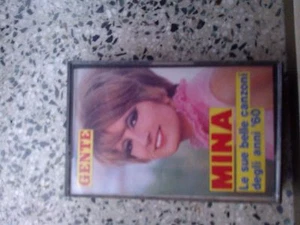 GENTE
MINA
Le sue belle canzoni
degli anni '60